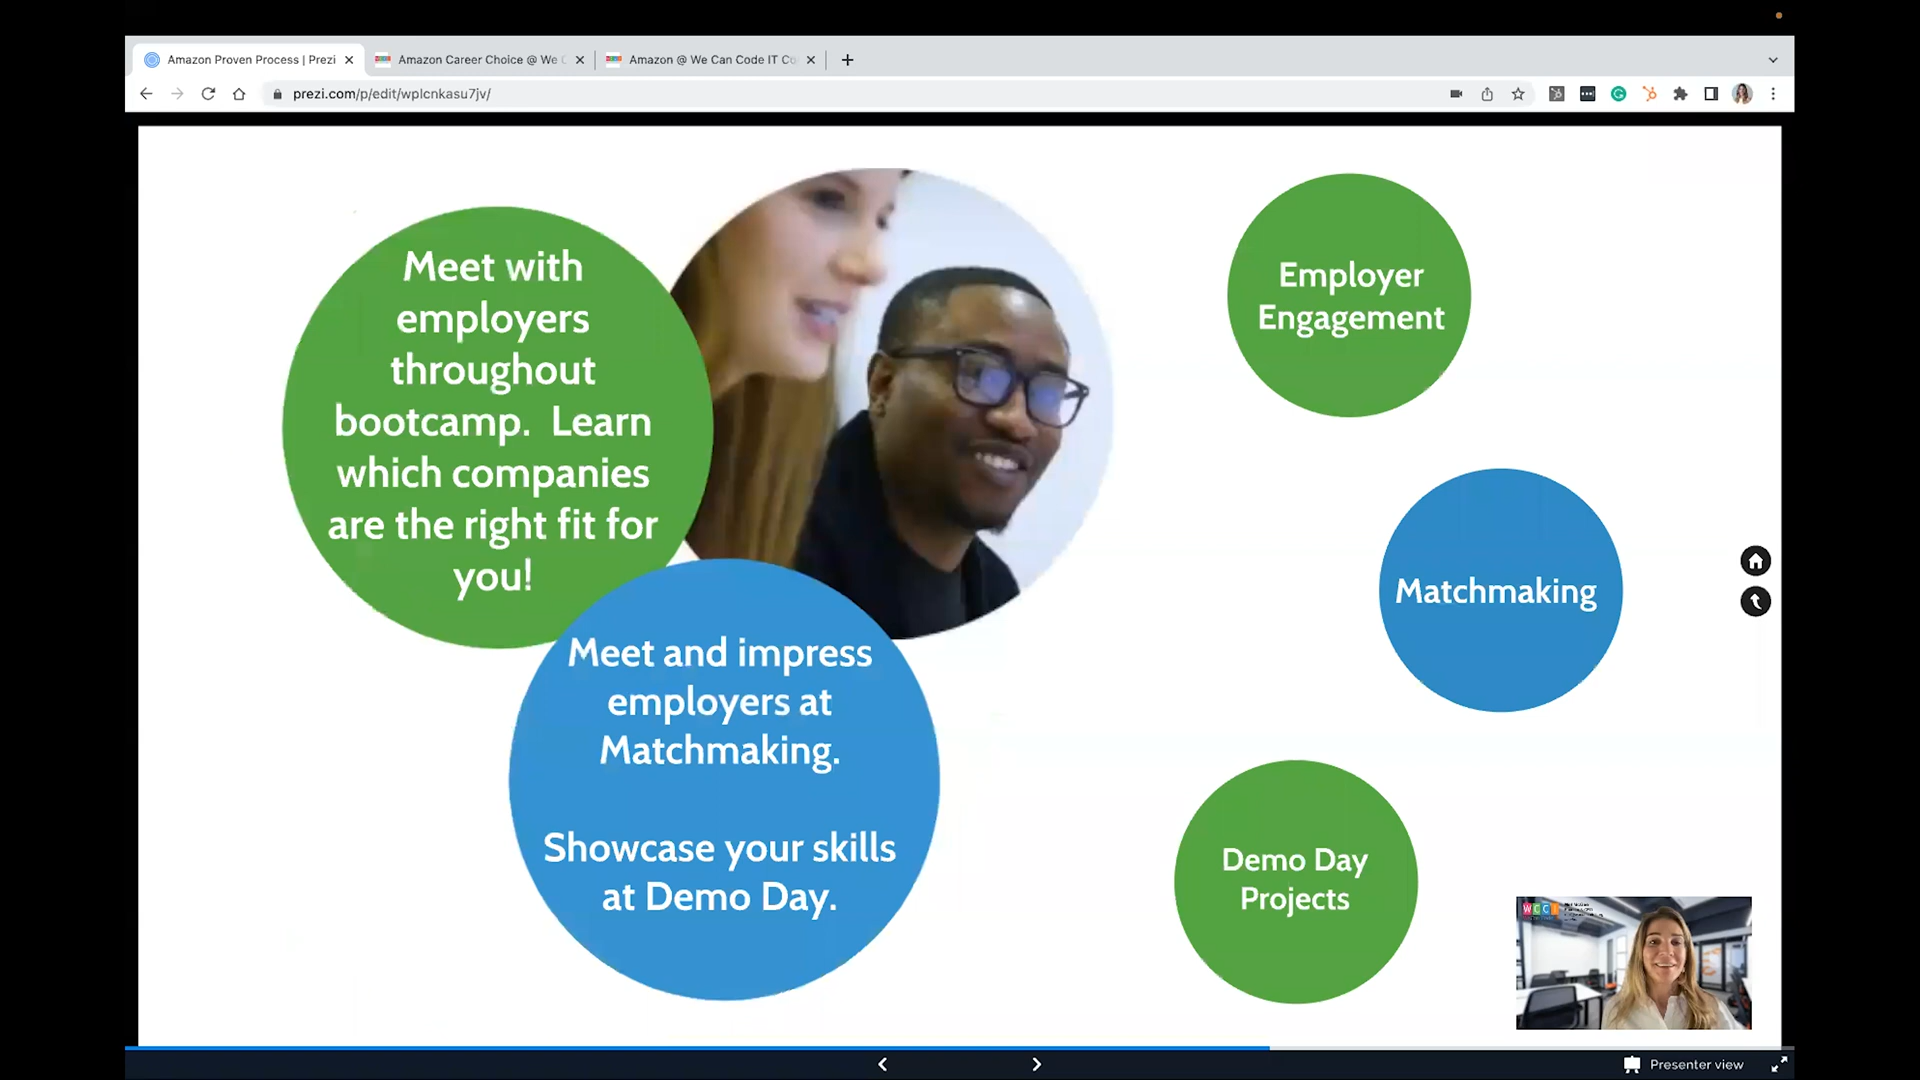 Amazon Proven Process | Prezi
Amazon Career Choice @ We C
Amazon @ We Can Code IT Co
prezi.com/p/edit/wplcnkasu7jv/
Meet with
employers
throughout
bootcamp.  Learn
which companies
are the right fit for
you!
Meet and impress
employers at
Matchmaking.
Showcase your skills
at Demo Day.
Employer
Engagement
Matchmaking
Demo Day
Projects
WCCI
Presenter view